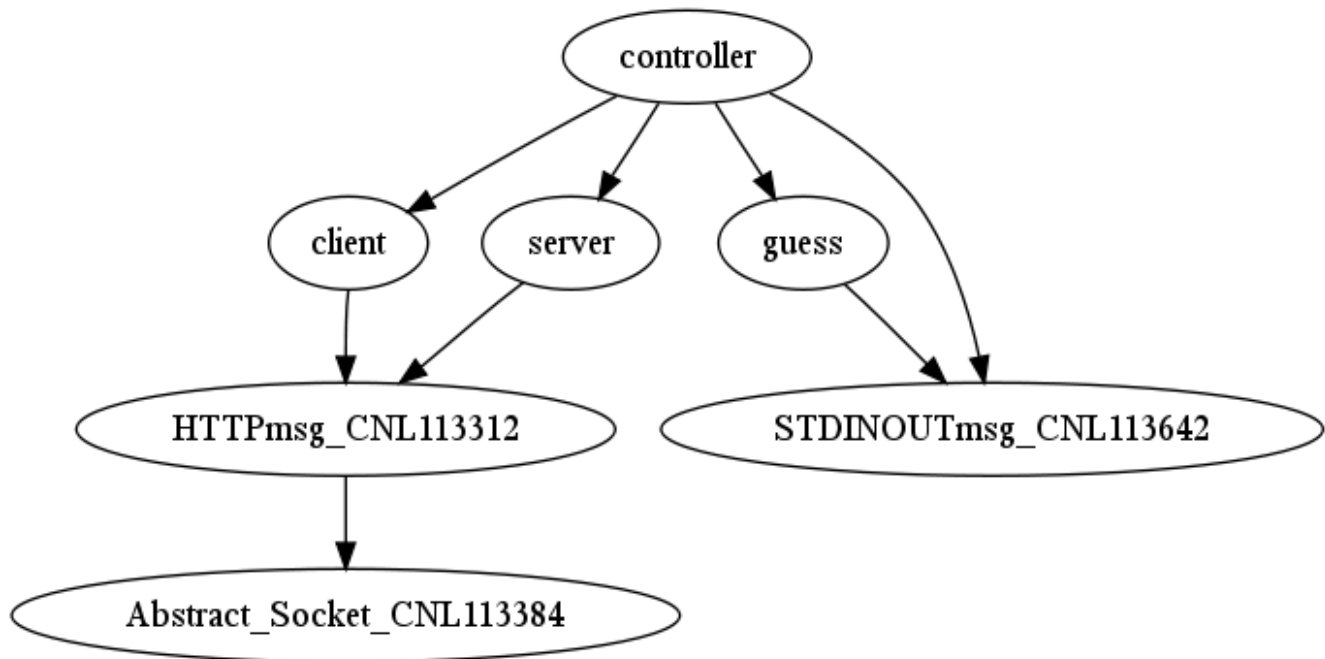 controller
client
server
guess
HTTPmsg_CNL113312
STDINOUTmsg_CNL113642
Abstract_Socket_CNL113384